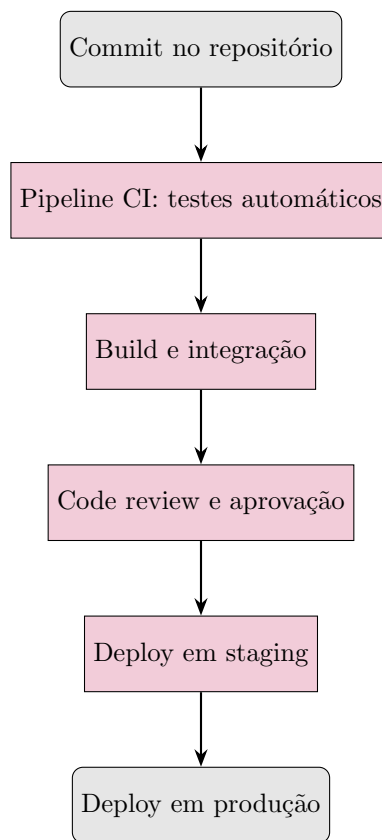 Commit no repositório
Pipeline CI: testes automáticos
Build e integração
Code review e aprovação
Deploy em staging
Deploy em produção